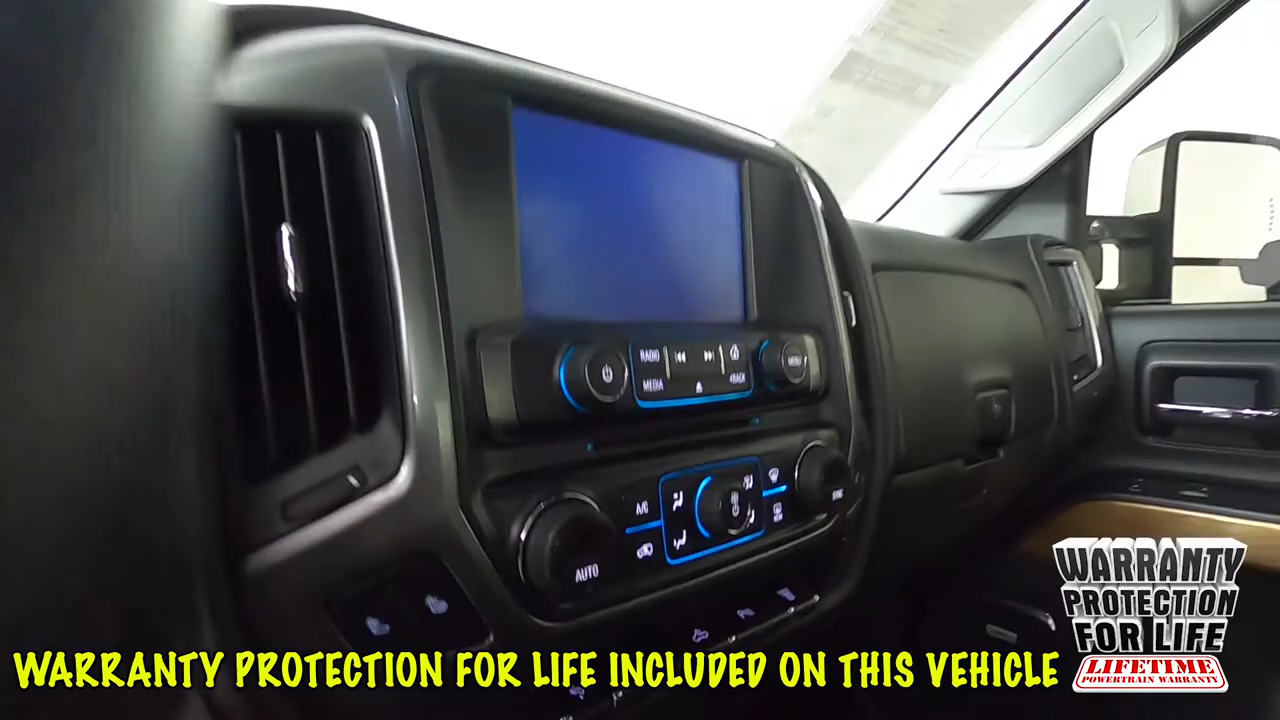 RADIO
MEDIA
BACK
MENU
A/C
AUTO
SYNC
WARRANTY
PROTECTION
FOR LIFE
LIFETIME
POWERTRAIN WARRANTY
WARRANTY PROTECTION FOR LIFE INCLUDED ON THIS VEHICLE